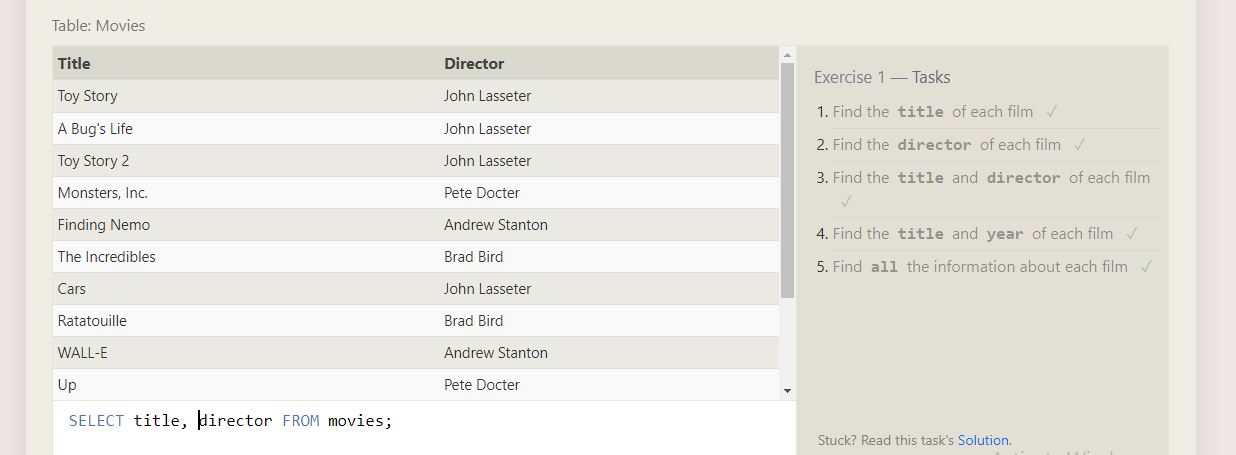 Table: Movies
Title Director
Toy Story John Lasseter
A Bug's Life John Lasseter
Toy Story 2 John Lasseter
Monsters, Inc. Pete Docter
Finding Nemo Andrew Stanton
The Incredibles Brad Bird
Cars John Lasseter
Ratatouille Brad Bird
WALL-E Andrew Stanton
Up Pete Docter
SELECT title, director FROM movies;
Exercise 1 — Tasks
1. Find the title of each film ✓
2. Find the director of each film ✓
3. Find the title and director of each film
✓
4. Find the title and year of each film ✓
5. Find all the information about each film ✓
Stuck? Read this task's Solution.